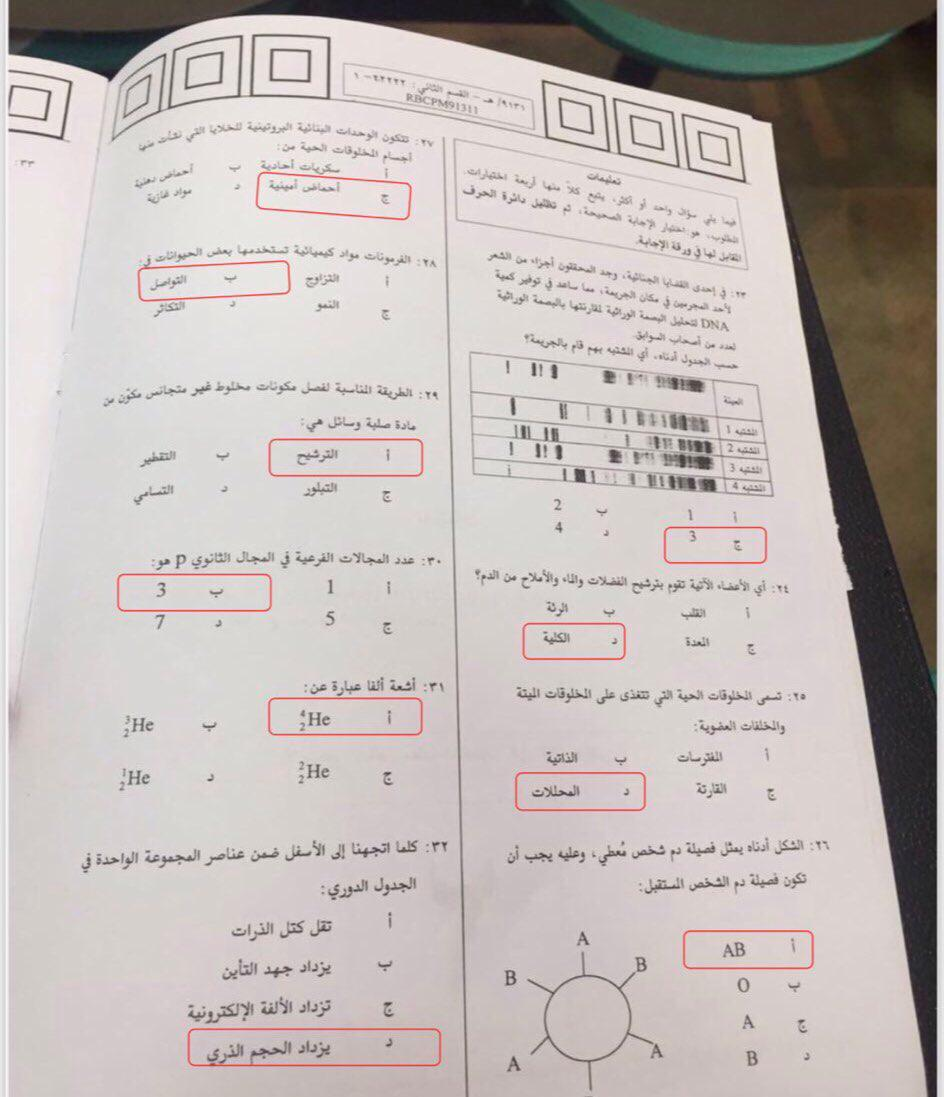 ٩١٣١/ هـ – القسم الثاني: ٤٣٢٢٢– ١
RBCPM91311
تعليمات
فيما يلي سؤال واحد أو أكثر، يتبع كلاً منها أربعة اختيارات.
المطلوب، هو: اختيار الإجابة الصحيحة، ثم تظليل دائرة الحرف
المقابل لها في ورقة الإجابة.
٢٣: في إحدى القضايا الجنائية، وجد المحققون أجزاء من الشعر
لأحد المجرمين في مكان الجريمة، مما ساعد في توفير كمية
DNA لتحليل البصمة الوراثية لمقارنتها بالبصمة الوراثية
لعدد من أصحاب السوابق.
حسب الجدول أدناه، أي المشتبه بهم قام بالجريمة؟
العينة
المشتبه 1
المشتبه 2
المشتبه 3
المشتبه 4
أ 1 ب 2
ج 3 د 4
٢٤: أي الأعضاء الآتية تقوم بترشيح الفضلات والماء والأملاح من الدم؟
أ القلب ب الرئة
ج المعدة د الكلية
٢٥: تسمى المخلوقات الحية التي تتغذى على المخلوقات الميتة
والمخلفات العضوية:
أ المفترسات ب الذاتية
ج القارتة د المحللات
٢٦: الشكل أدناه يمثل فصيلة دم شخص مُعطي، وعليه يجب أن
تكون فصيلة دم الشخص المستقبل:
أ AB
ب O
ج A
د B
A
B
B
A
A
٢٧: تتكون الوحدات البنائية البروتينية للخلايا التي نشأت منها
أجسام المخلوقات الحية من:
أ سكريات أحادية ب أحماض دهنية
ج أحماض أمينية د مواد غازية
٢٨: الفرمونات مواد كيميائية تستخدمها بعض الحيوانات في:
أ التزاوج ب التواصل
ج النمو د التكاثر
٢٩: الطريقة المناسبة لفصل مكونات مخلوط غير متجانس مكوّن من
مادة صلبة وسائل هي:
أ الترشيح ب التقطير
ج التبلور د التسامي
٣٠: عدد المجالات الفرعية في المجال الثانوي p هو:
أ 1 ب 3
ج 5 د 7
٣١: أشعة ألفا عبارة عن:
أ ⁴₂He ب ³₂He
ج ²₂He د ¹₂He
٣٢: كلما اتجهنا إلى الأسفل ضمن عناصر المجموعة الواحدة في
الجدول الدوري:
أ تقل كتل الذرات
ب يزداد جهد التأين
ج تزداد الألفة الإلكترونية
د يزداد الحجم الذري
٣٣: